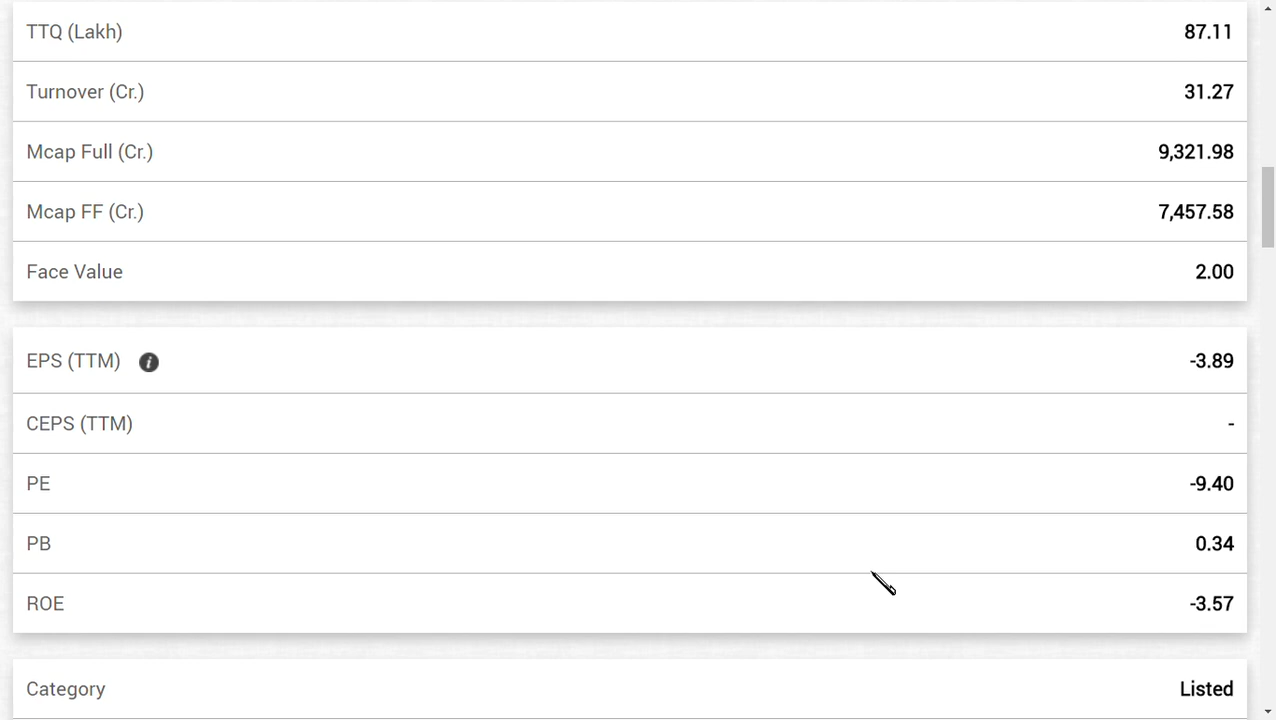 TTQ (Lakh) 87.11
Turnover (Cr.) 31.27
Mcap Full (Cr.) 9,321.98
Mcap FF (Cr.) 7,457.58
Face Value 2.00
EPS (TTM) i -3.89
CEPS (TTM) -
PE -9.40
PB 0.34
ROE -3.57
Category Listed